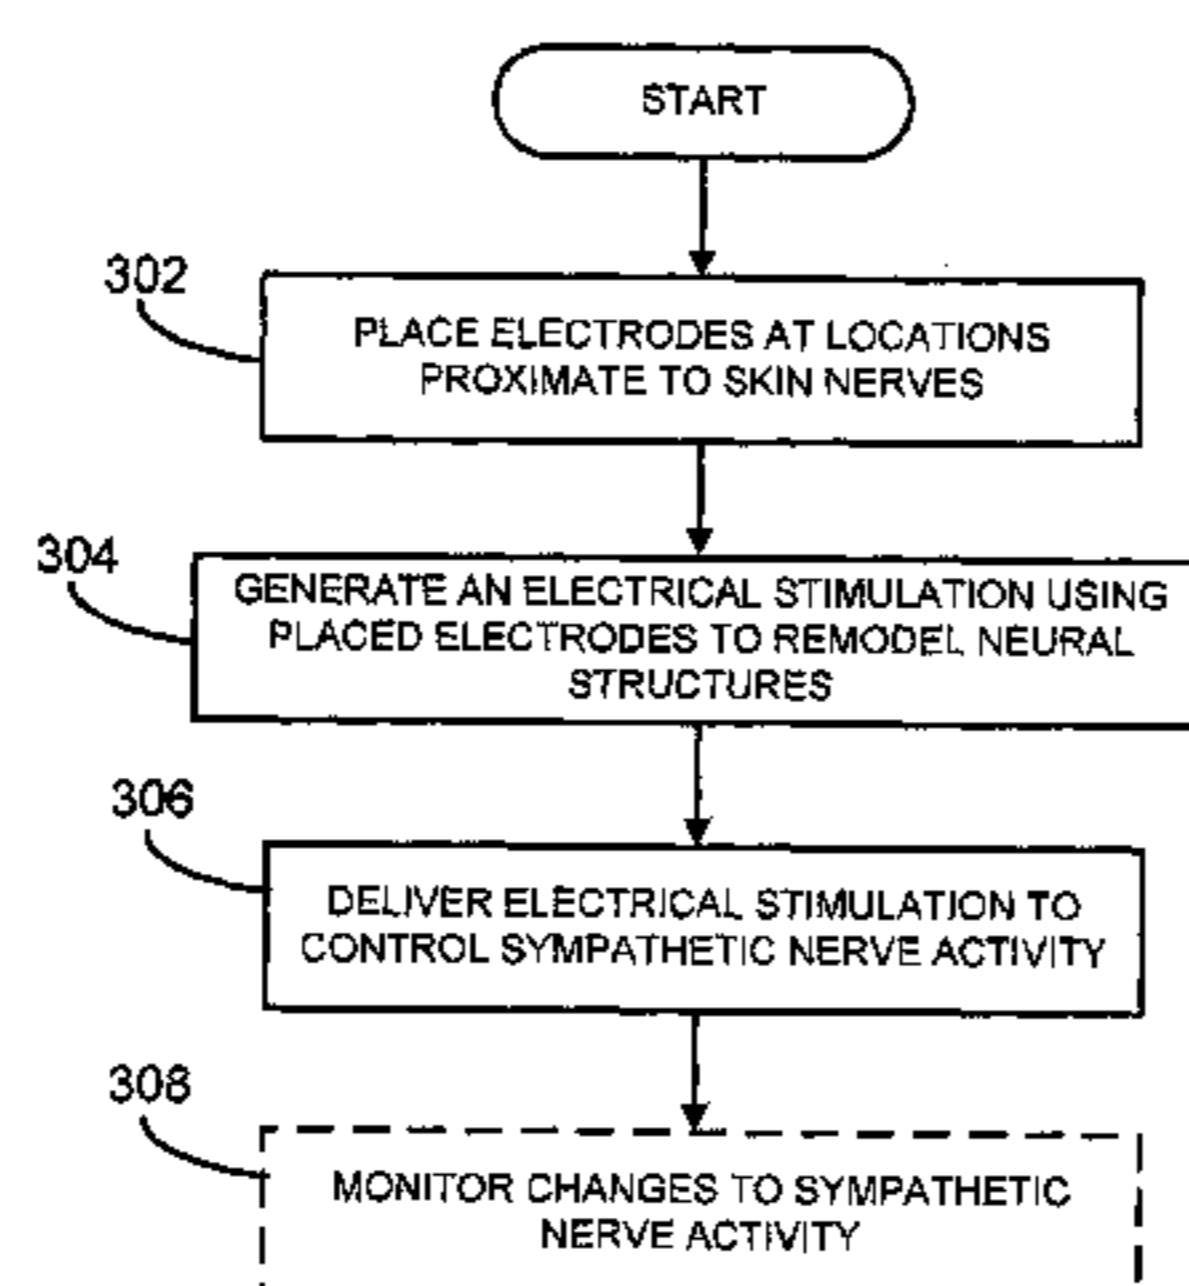 START
302
PLACE ELECTRODES AT LOCATIONS
PROXIMATE TO SKIN NERVES
304
GENERATE AN ELECTRICAL STIMULATION USING
PLACED ELECTRODES TO REMODEL NEURAL
STRUCTURES
306
DELIVER ELECTRICAL STIMULATION TO
CONTROL SYMPATHETIC NERVE ACTIVITY
308
MONITOR CHANGES TO SYMPATHETIC
NERVE ACTIVITY